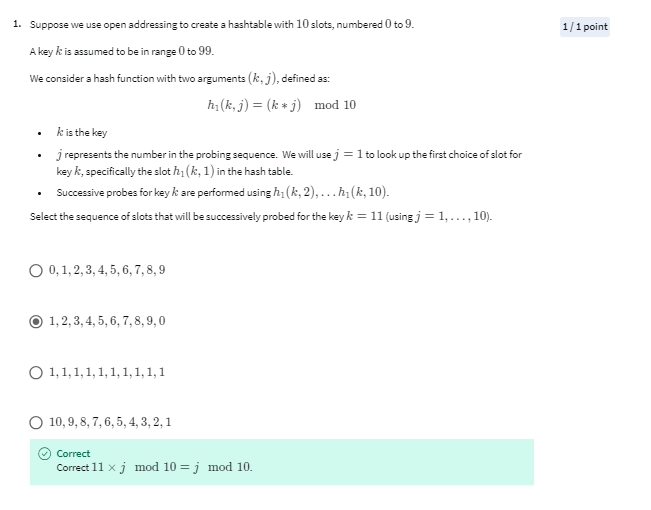 1. Suppose we use open addressing to create a hashtable with 10 slots, numbered 0 to 9.
1 / 1 point
A key k is assumed to be in range 0 to 99.
We consider a hash function with two arguments (k, j), defined as:
h₁(k, j) = (k ∗ j) mod 10
• k is the key
• j represents the number in the probing sequence. We will use j = 1 to look up the first choice of slot for
key k, specifically the slot h₁(k, 1) in the hash table.
• Successive probes for key k are performed using h₁(k, 2), . . . h₁(k, 10).
Select the sequence of slots that will be successively probed for the key k = 11 (using j = 1, . . . , 10).
0, 1, 2, 3, 4, 5, 6, 7, 8, 9
1, 2, 3, 4, 5, 6, 7, 8, 9, 0
1, 1, 1, 1, 1, 1, 1, 1, 1, 1
10, 9, 8, 7, 6, 5, 4, 3, 2, 1
Correct
Correct 11 × j mod 10 = j mod 10.